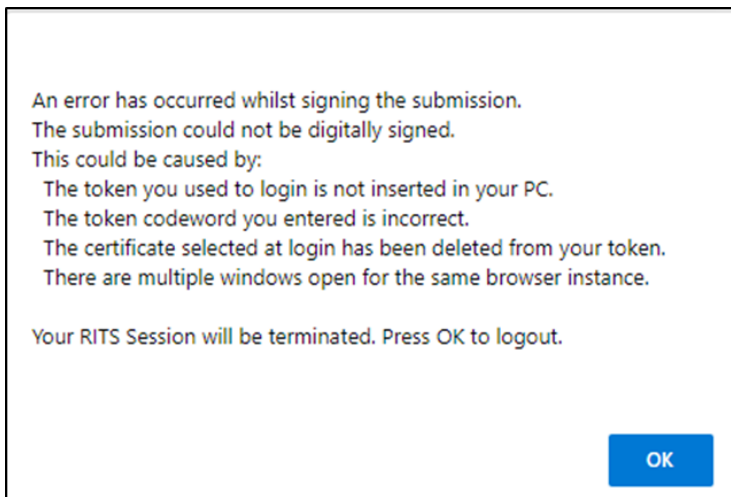 An error has occurred whilst signing the submission.
The submission could not be digitally signed.
This could be caused by:
The token you used to login is not inserted in your PC.
The token codeword you entered is incorrect.
The certificate selected at login has been deleted from your token.
There are multiple windows open for the same browser instance.
Your RITS Session will be terminated. Press OK to logout.
OK